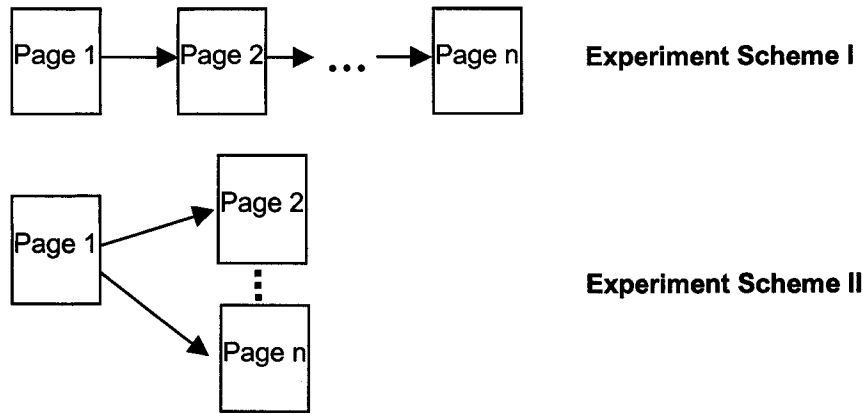 Page 1
Page 2
...
Page n
Experiment Scheme I
Page 1
Page 2
Page n
Experiment Scheme II